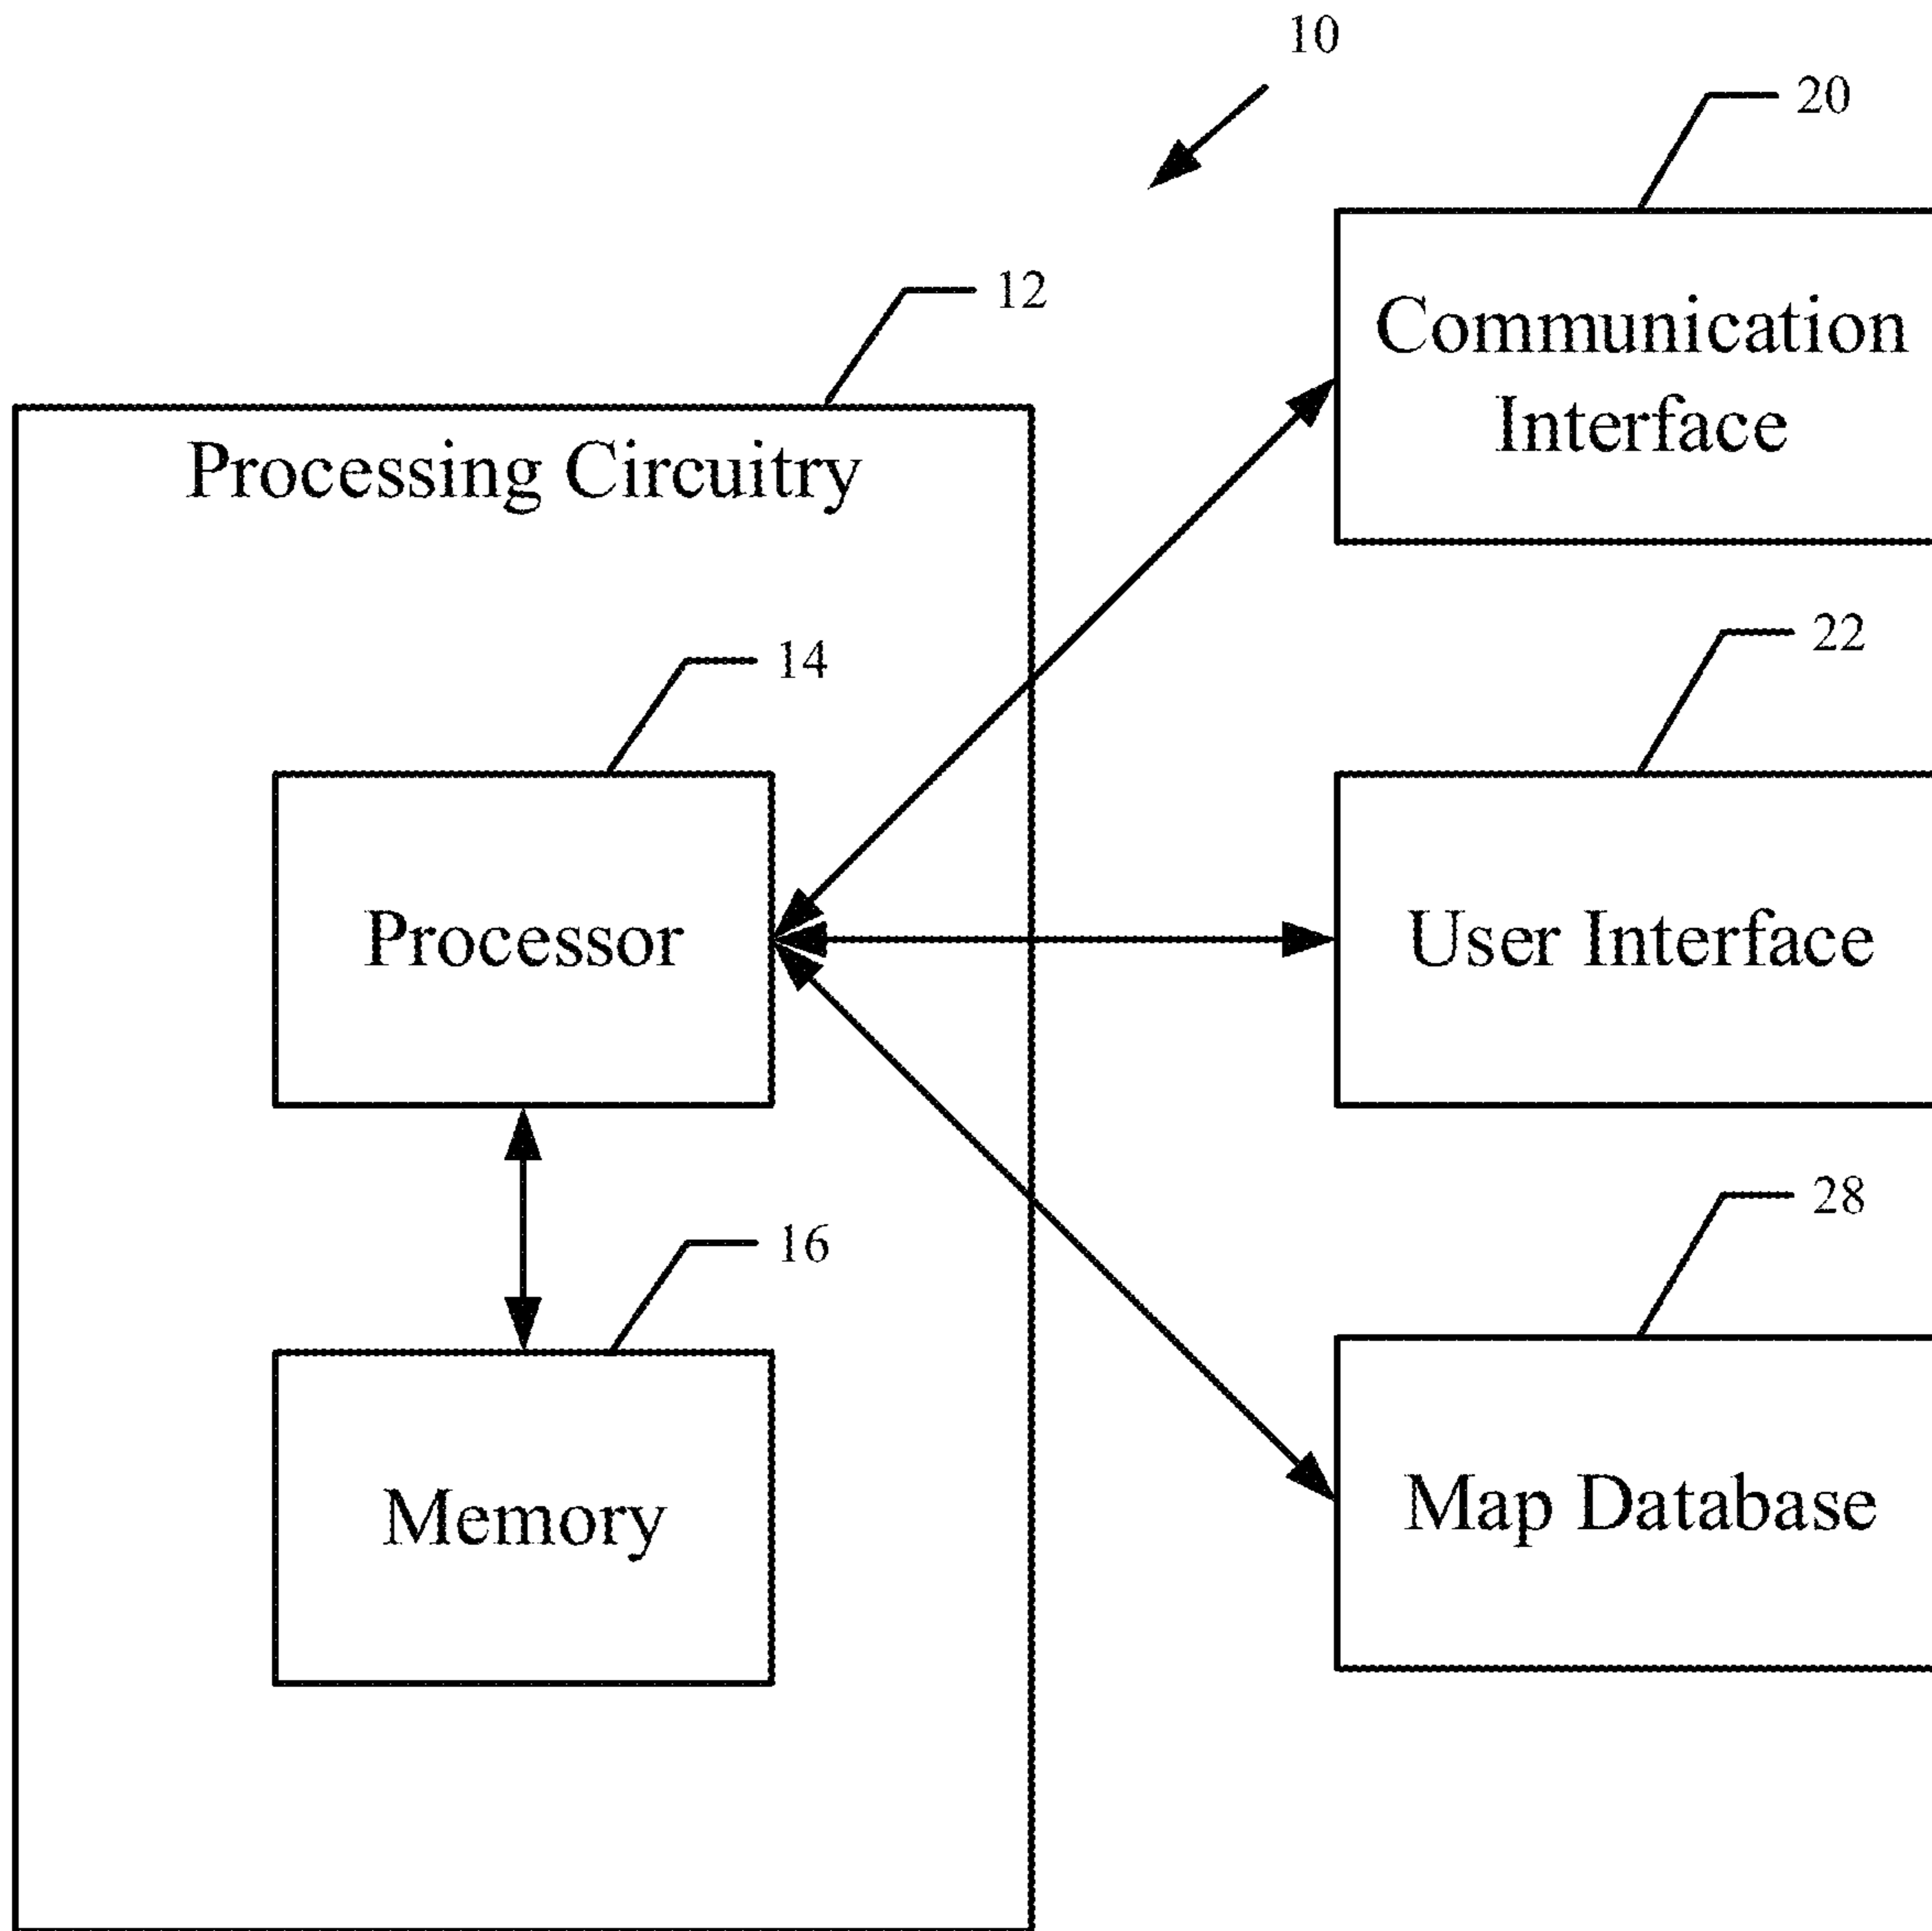 10
20
12
Communication
Interface
Processing Circuitry
22
14
Processor
User Interface
28
16
Memory
Map Database